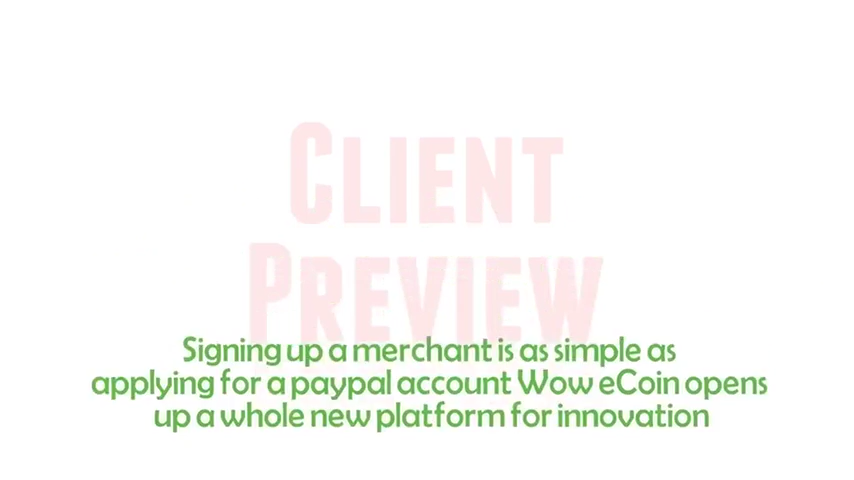 CLIENT
PREVIEW
Signing up a merchant is as simple as
applying for a paypal account Wow eCoin opens
up a whole new platform for innovation